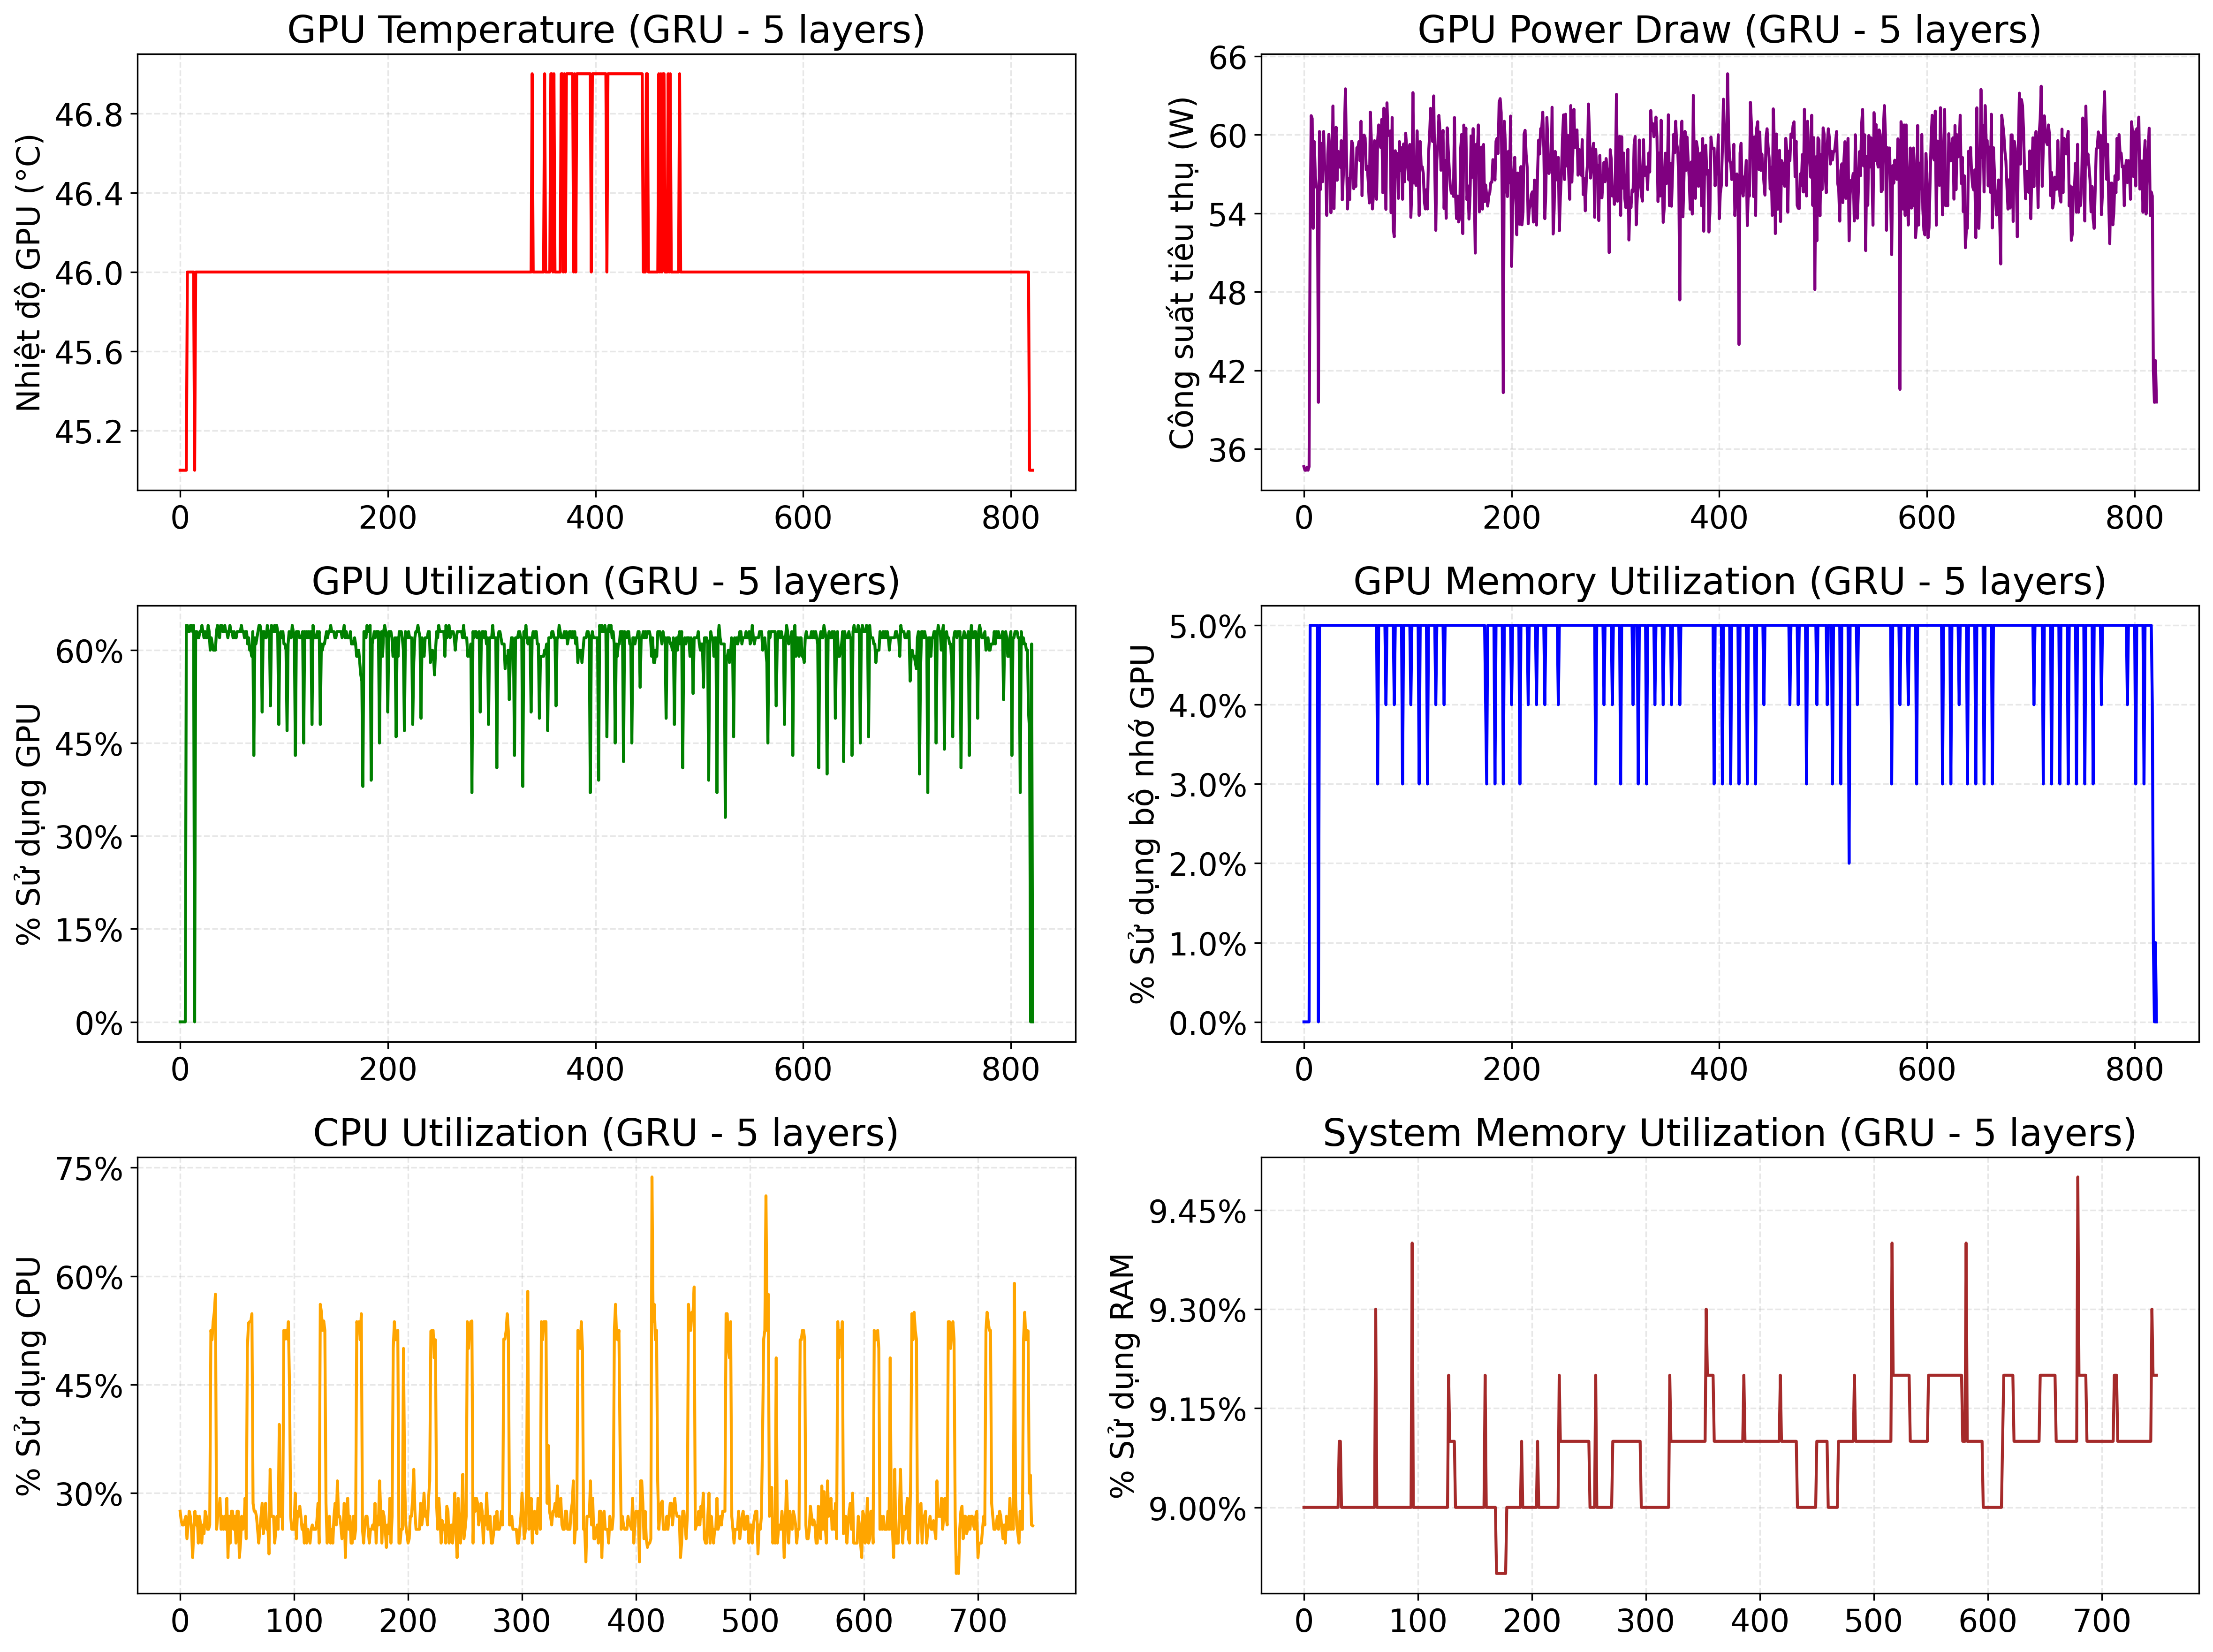 GPU Temperature (GRU - 5 layers)
Nhiệt độ GPU (°C)
46.8
46.4
46.0
45.6
45.2
0 200 400 600 800
GPU Power Draw (GRU - 5 layers)
Công suất tiêu thụ (W)
66
60
54
48
42
36
0 200 400 600 800
GPU Utilization (GRU - 5 layers)
% Sử dụng GPU
60%
45%
30%
15%
0%
0 200 400 600 800
GPU Memory Utilization (GRU - 5 layers)
% Sử dụng bộ nhớ GPU
5.0%
4.0%
3.0%
2.0%
1.0%
0.0%
0 200 400 600 800
CPU Utilization (GRU - 5 layers)
% Sử dụng CPU
75%
60%
45%
30%
0 100 200 300 400 500 600 700
System Memory Utilization (GRU - 5 layers)
% Sử dụng RAM
9.45%
9.30%
9.15%
9.00%
0 100 200 300 400 500 600 700